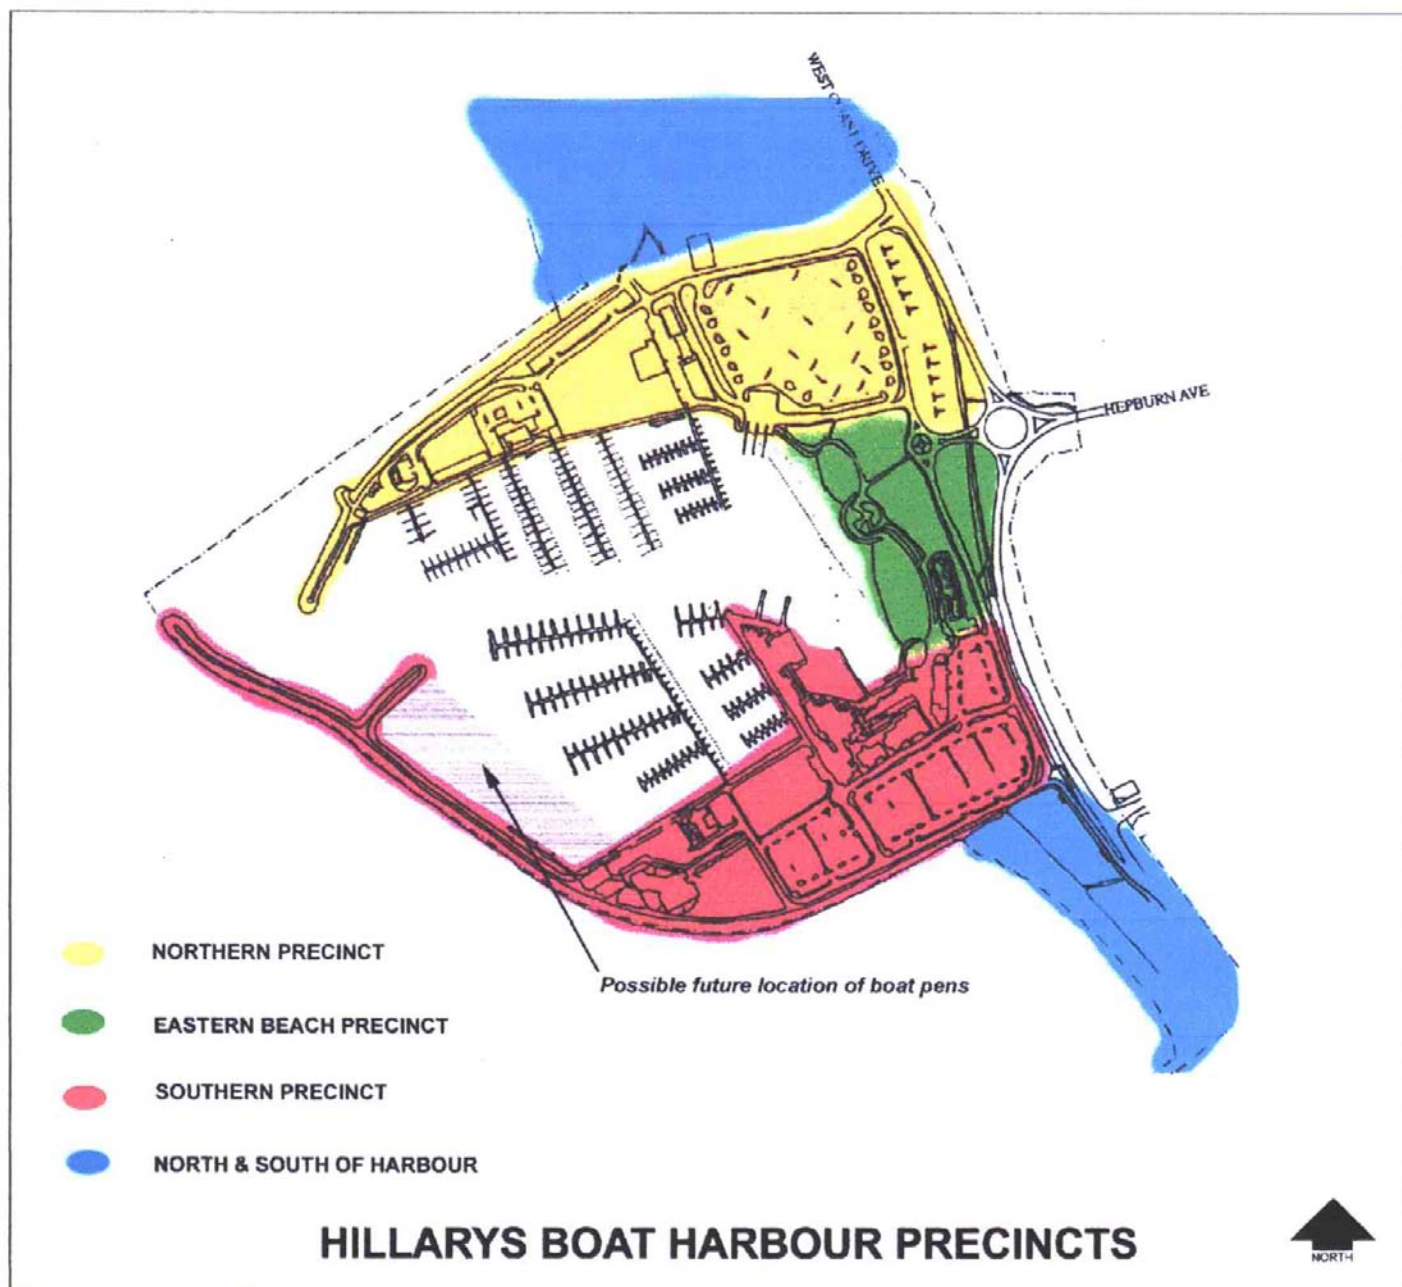 WEST COAST DRIVE
HEPBURN AVE
Possible future location of boat pens
NORTHERN PRECINCT
EASTERN BEACH PRECINCT
SOUTHERN PRECINCT
NORTH & SOUTH OF HARBOUR
HILLARYS BOAT HARBOUR PRECINCTS
NORTH